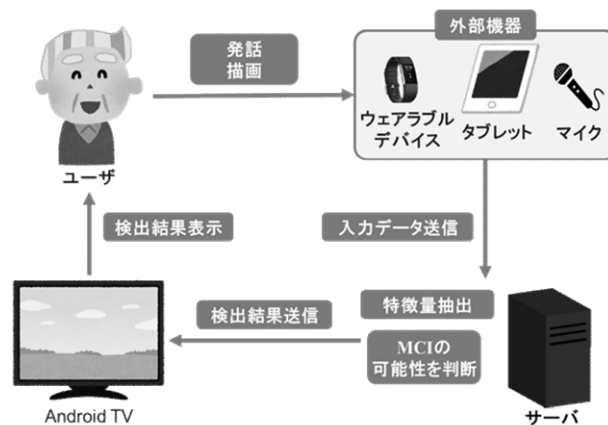 外部機器
発話
描画
ウェアラブル
デバイス
タブレット
マイク
ユーザ
検出結果表示
入力データ送信
検出結果送信
特徴量抽出
MCIの
可能性を判断
Android TV
サーバ